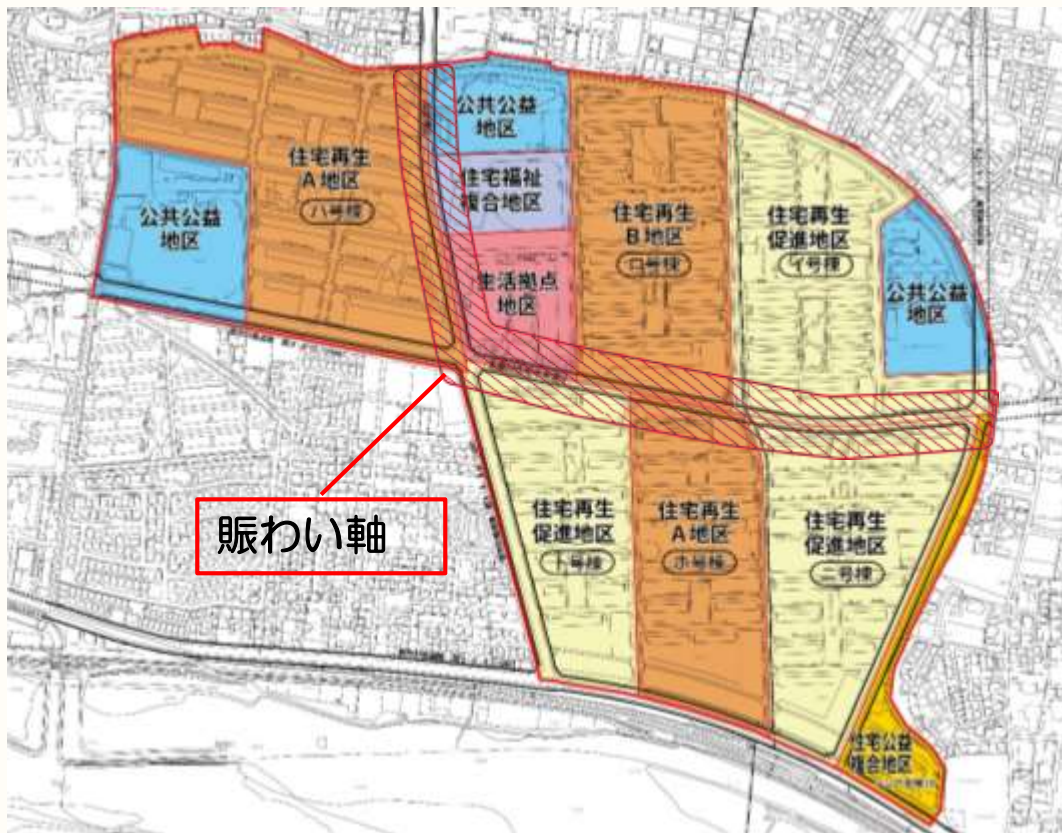 公共公益
地区
住宅再生
A地区
ハ号棟
住宅福祉
複合地区
公共公益
地区
住宅再生
B地区
ロ号棟
住宅再生
促進地区
イ号棟
生活拠点
地区
公共公益
地区
賑わい軸
住宅再生
促進地区
ト号棟
住宅再生
A地区
ホ号棟
住宅再生
促進地区
ニ号棟
住宅公益
複合地区